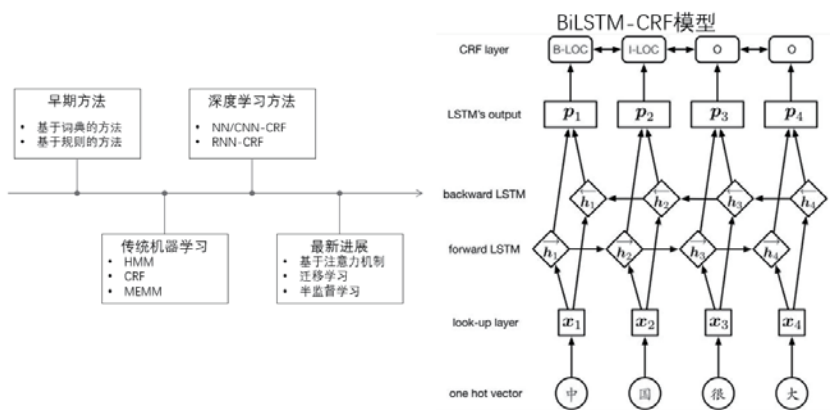 早期方法
• 基于词典的方法
• 基于规则的方法
深度学习方法
• NN/CNN-CRF
• RNN-CRF
传统机器学习
• HMM
• CRF
• MEMM
最新进展
• 基于注意力机制
• 迁移学习
• 半监督学习
BiLSTM-CRF模型
CRF layer B-LOC I-LOC O O
LSTM's output p1 p2 p3 p4
backward LSTM h1 h2 h3 h4
forward LSTM h1 h2 h3 h4
look-up layer x1 x2 x3 x4
one hot vector 中 国 很 大